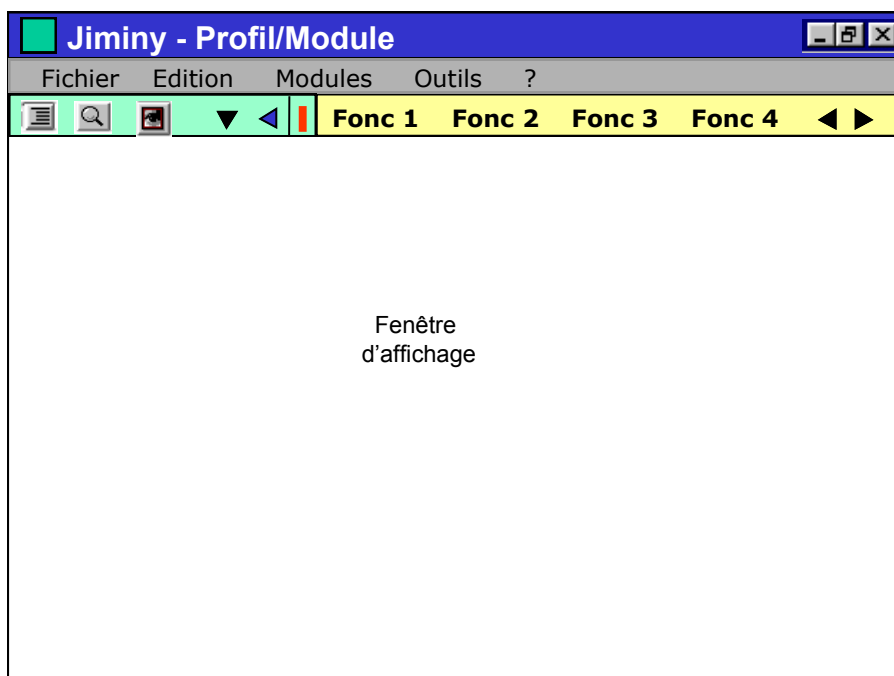 Jiminy - Profil/Module
Fichier Edition Modules Outils ?
Fonc 1 Fonc 2 Fonc 3 Fonc 4
Fenêtre
d'affichage